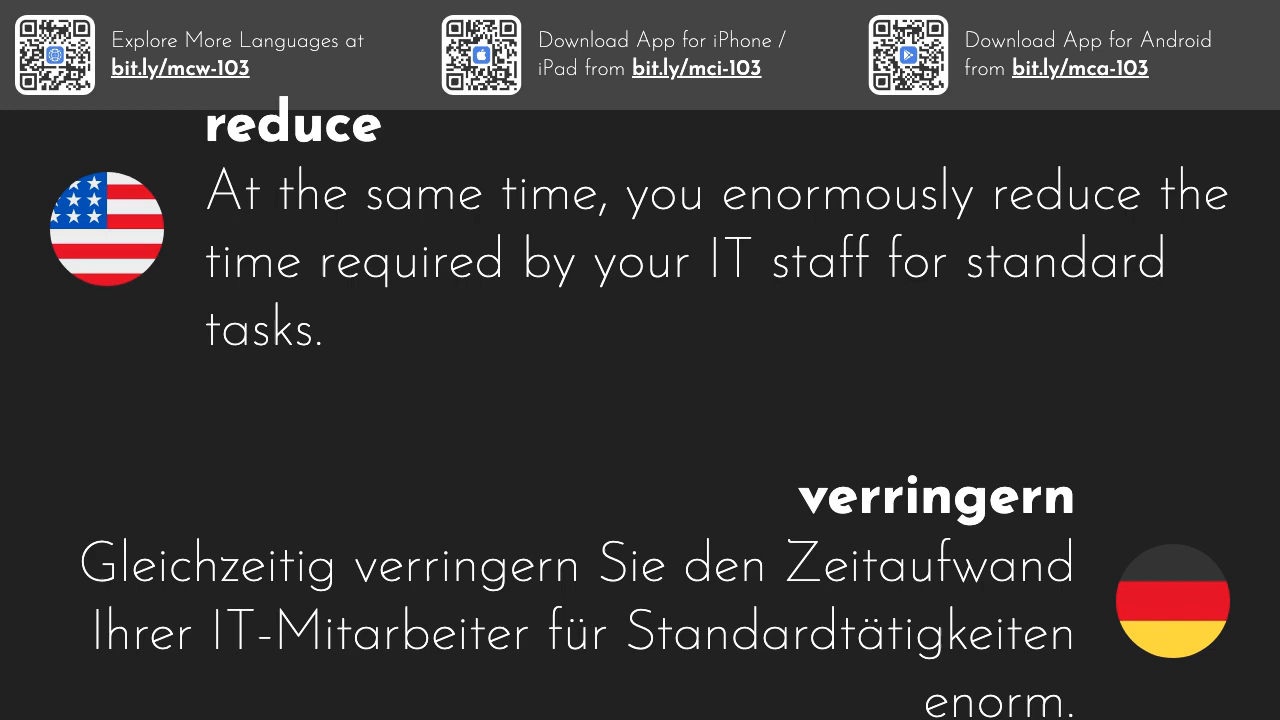 Explore More Languages at
bit.ly/mcw-103
Download App for iPhone /
iPad from bit.ly/mci-103
Download App for Android
from bit.ly/mca-103
reduce
At the same time, you enormously reduce the
time required by your IT staff for standard
tasks.
verringern
Gleichzeitig verringern Sie den Zeitaufwand
Ihrer IT-Mitarbeiter für Standardtätigkeiten
enorm.